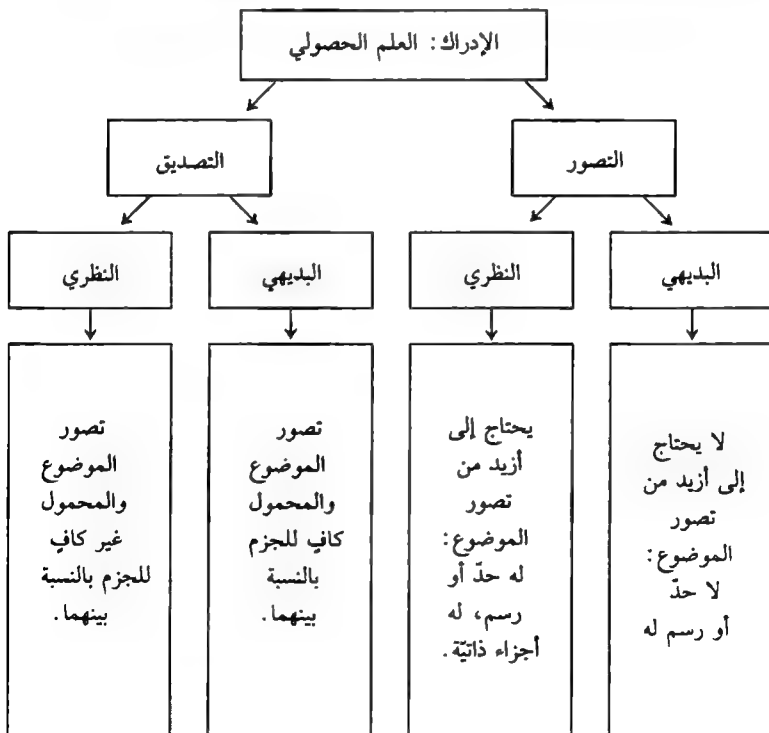 الإدراك: العلم الحصولي
التصور
التصديق
البديهي
النظري
البديهي
النظري
لا يحتاج
إلى أزيد من
تصور
الموضوع:
لا حدّ
أو رسم له
يحتاج إلى
أزيد من
تصور
الموضوع:
له حدّ أو
رسم، له
أجزاء ذاتيّة.
تصور
الموضوع
والمحمول
كافٍ للجزم
بالنسبة
بينهما.
تصور
الموضوع
والمحمول
غير كافٍ
للجزم بالنسبة
بينهما.